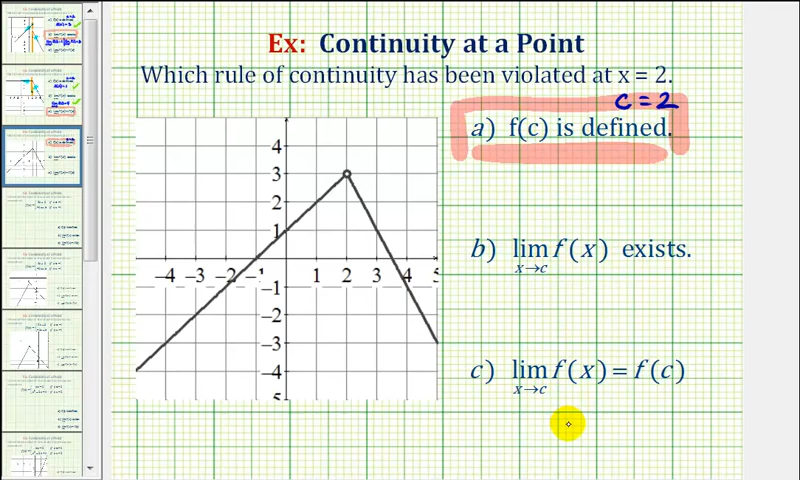 Ex: Continuity at a Point
Which rule of continuity has been violated at x = 2.
c = 2
a) f(c) is defined.
b) lim f(x) exists.
x→c
c) lim f(x) = f(c)
x→c
4
3
2
1
−4 −3 −2 −1 1 2 3 4 5
−1
−2
−3
−4
5